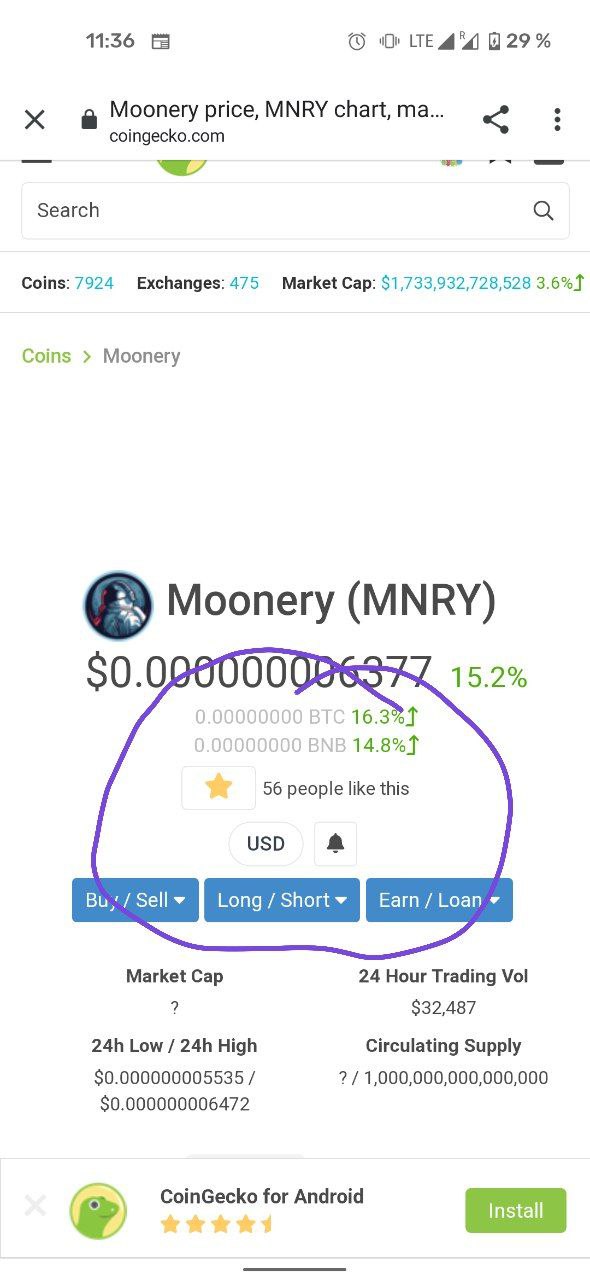 11:36 LTE R 29 %
Moonery price, MNRY chart, ma...
coingecko.com
Search
Coins: 7924 Exchanges: 475 Market Cap: $1,733,932,728,528 3.6%
Coins > Moonery
Moonery (MNRY)
$0.000000006377 15.2%
0.00000000 BTC 16.3%
0.00000000 BNB 14.8%
56 people like this
USD
Buy / Sell Long / Short Earn / Loan
Market Cap 24 Hour Trading Vol
? $32,487
24h Low / 24h High Circulating Supply
$0.000000005535 / ? / 1,000,000,000,000,000
$0.000000006472
CoinGecko for Android
Install